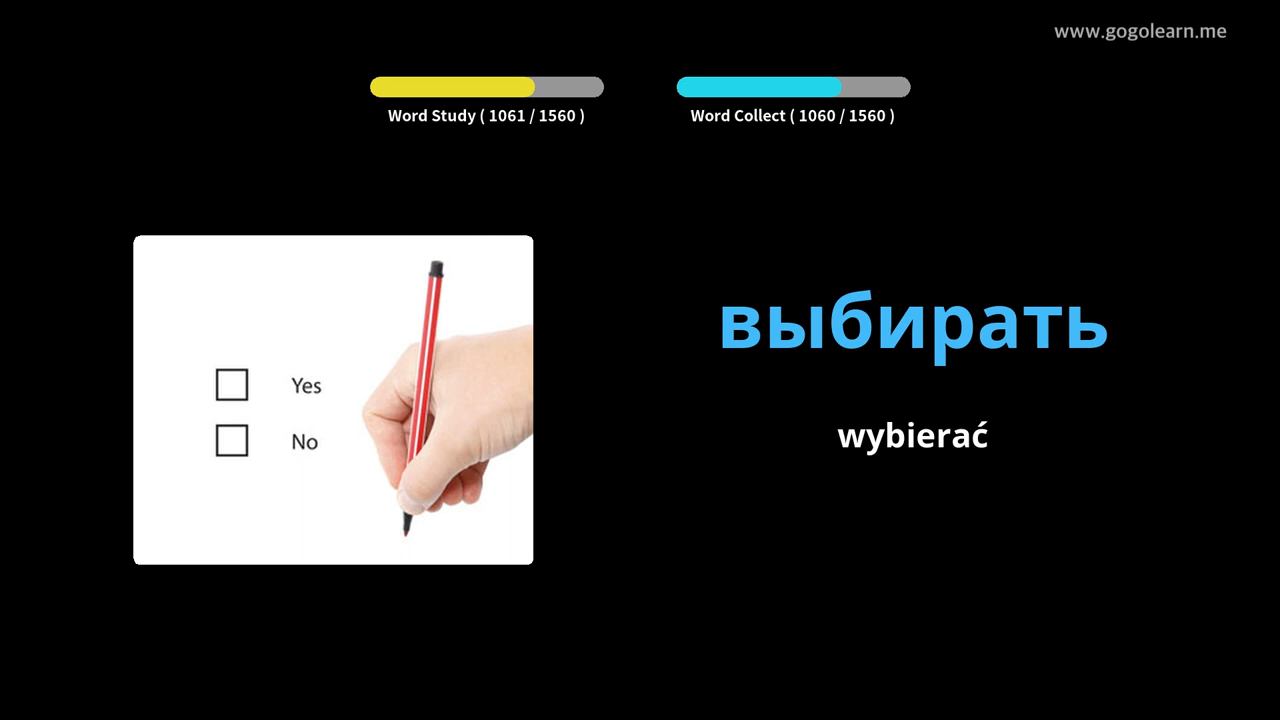 www.gogolearn.me
Word Study ( 1061 / 1560 )
Word Collect ( 1060 / 1560 )
Yes
No
выбирать
wybierać